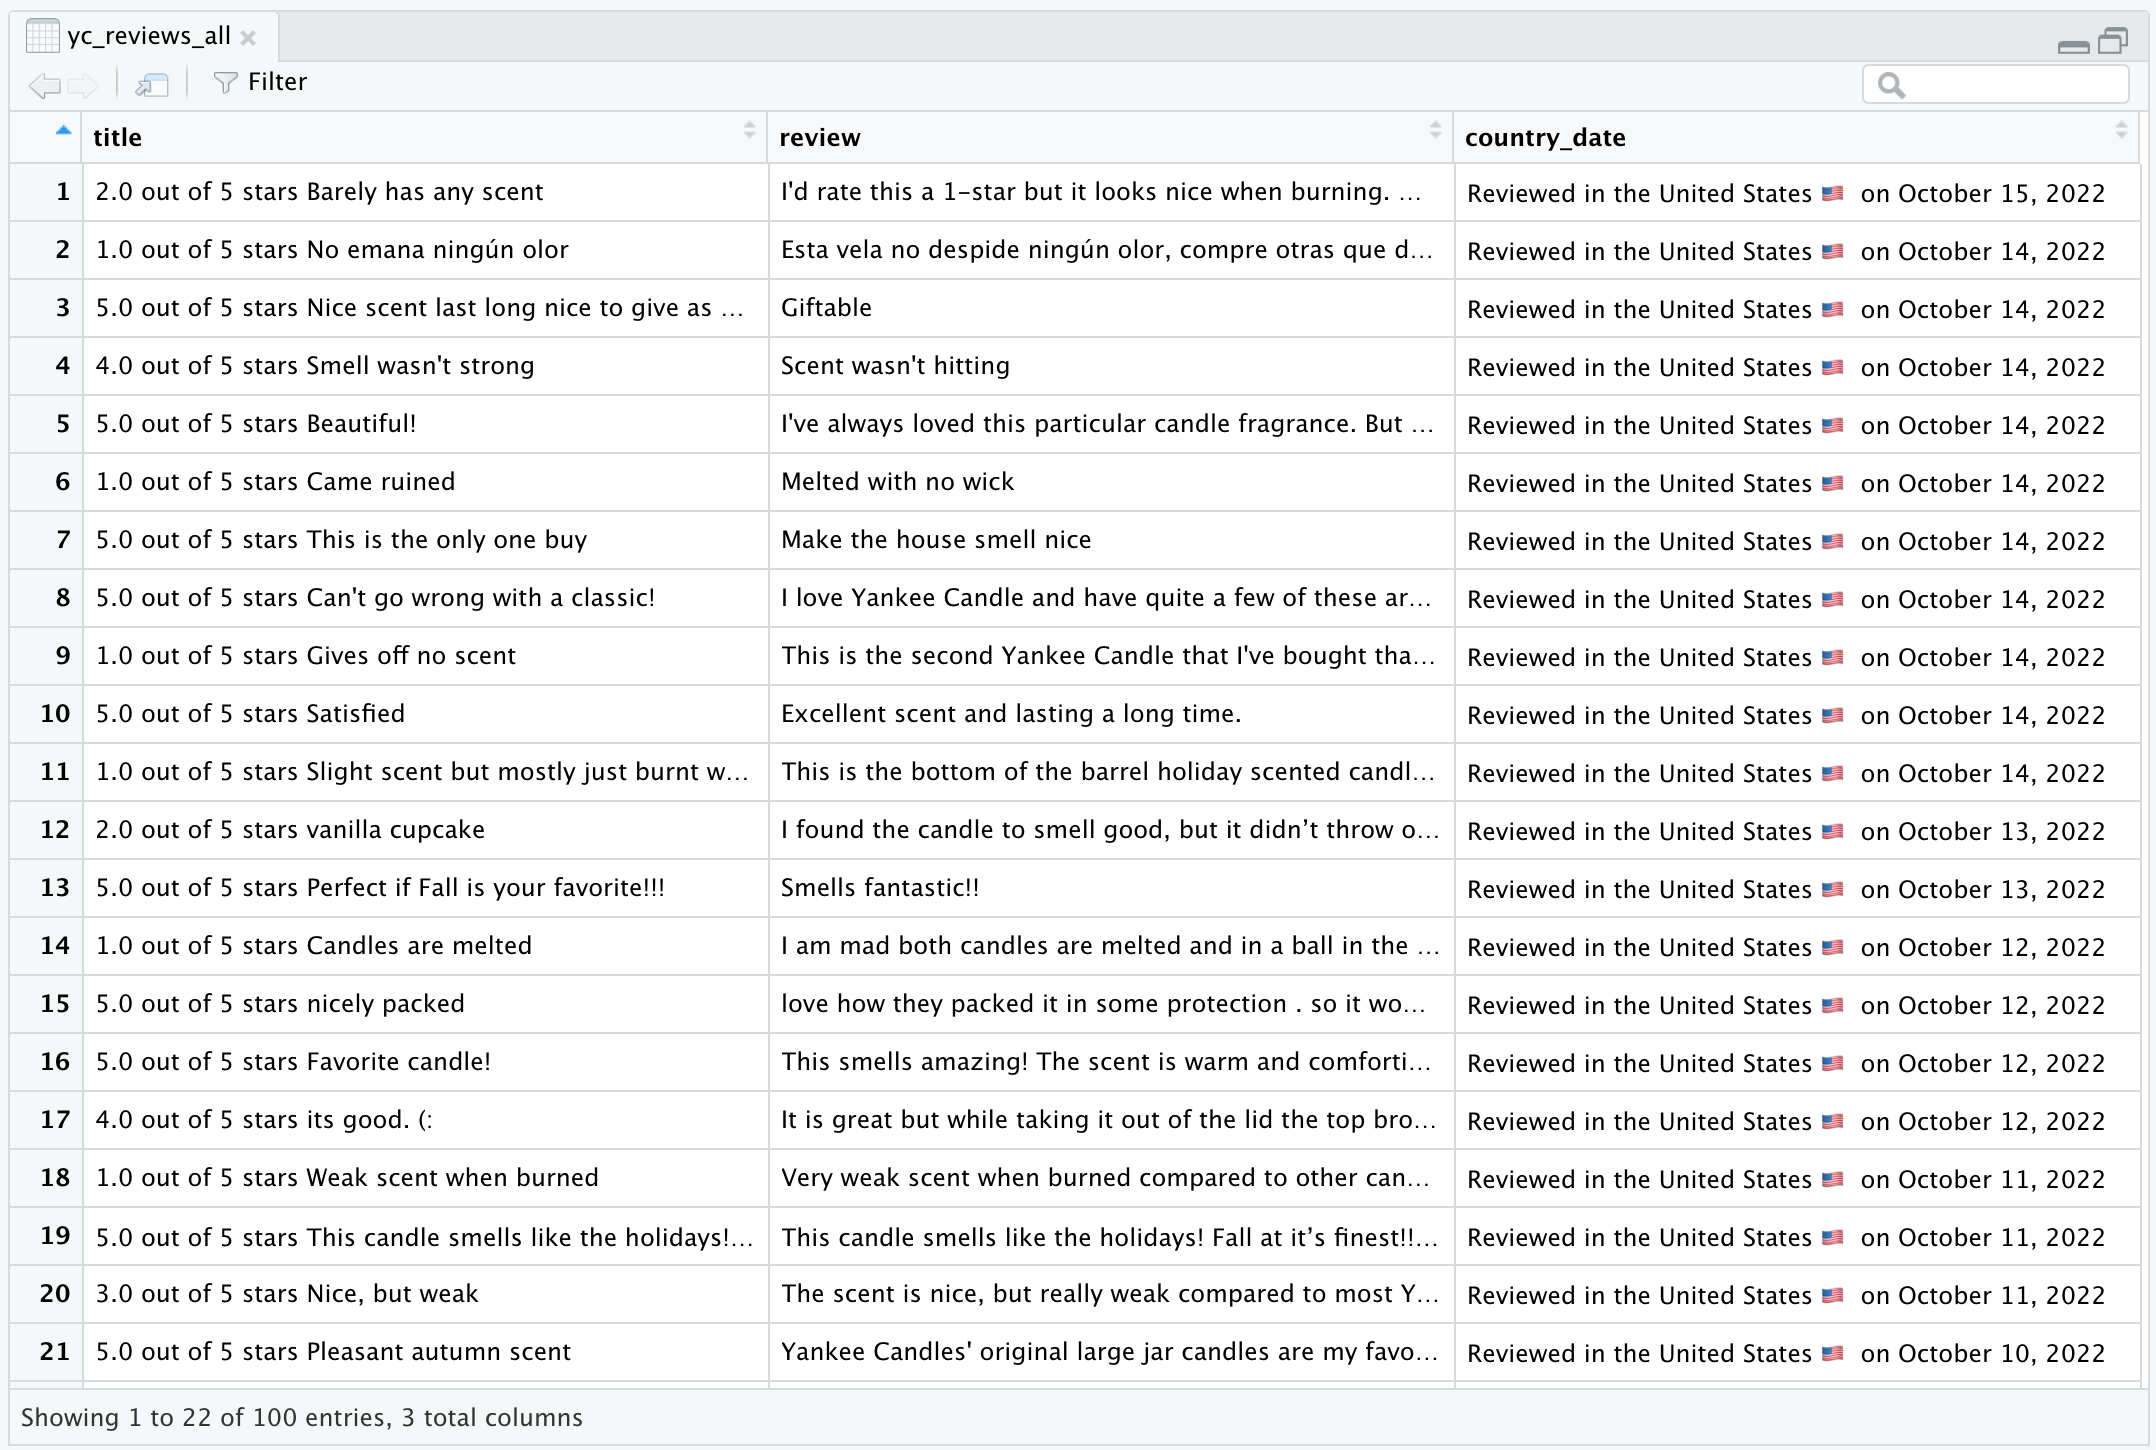 yc_reviews_all
Filter
title review country_date
1 2.0 out of 5 stars Barely has any scent I'd rate this a 1-star but it looks nice when burning. … Reviewed in the United States 🇺🇸 on October 15, 2022
2 1.0 out of 5 stars No emana ningún olor Esta vela no despide ningún olor, compre otras que d… Reviewed in the United States 🇺🇸 on October 14, 2022
3 5.0 out of 5 stars Nice scent last long nice to give as … Giftable Reviewed in the United States 🇺🇸 on October 14, 2022
4 4.0 out of 5 stars Smell wasn't strong Scent wasn't hitting Reviewed in the United States 🇺🇸 on October 14, 2022
5 5.0 out of 5 stars Beautiful! I've always loved this particular candle fragrance. But … Reviewed in the United States 🇺🇸 on October 14, 2022
6 1.0 out of 5 stars Came ruined Melted with no wick Reviewed in the United States 🇺🇸 on October 14, 2022
7 5.0 out of 5 stars This is the only one buy Make the house smell nice Reviewed in the United States 🇺🇸 on October 14, 2022
8 5.0 out of 5 stars Can't go wrong with a classic! I love Yankee Candle and have quite a few of these ar… Reviewed in the United States 🇺🇸 on October 14, 2022
9 1.0 out of 5 stars Gives off no scent This is the second Yankee Candle that I've bought tha… Reviewed in the United States 🇺🇸 on October 14, 2022
10 5.0 out of 5 stars Satisfied Excellent scent and lasting a long time. Reviewed in the United States 🇺🇸 on October 14, 2022
11 1.0 out of 5 stars Slight scent but mostly just burnt w… This is the bottom of the barrel holiday scented candl… Reviewed in the United States 🇺🇸 on October 14, 2022
12 2.0 out of 5 stars vanilla cupcake I found the candle to smell good, but it didn’t throw o… Reviewed in the United States 🇺🇸 on October 13, 2022
13 5.0 out of 5 stars Perfect if Fall is your favorite!!! Smells fantastic!! Reviewed in the United States 🇺🇸 on October 13, 2022
14 1.0 out of 5 stars Candles are melted I am mad both candles are melted and in a ball in the … Reviewed in the United States 🇺🇸 on October 12, 2022
15 5.0 out of 5 stars nicely packed love how they packed it in some protection . so it wo… Reviewed in the United States 🇺🇸 on October 12, 2022
16 5.0 out of 5 stars Favorite candle! This smells amazing! The scent is warm and comforti… Reviewed in the United States 🇺🇸 on October 12, 2022
17 4.0 out of 5 stars its good. (: It is great but while taking it out of the lid the top bro… Reviewed in the United States 🇺🇸 on October 12, 2022
18 1.0 out of 5 stars Weak scent when burned Very weak scent when burned compared to other can… Reviewed in the United States 🇺🇸 on October 11, 2022
19 5.0 out of 5 stars This candle smells like the holidays!… This candle smells like the holidays! Fall at it’s finest!!… Reviewed in the United States 🇺🇸 on October 11, 2022
20 3.0 out of 5 stars Nice, but weak The scent is nice, but really weak compared to most Y… Reviewed in the United States 🇺🇸 on October 11, 2022
21 5.0 out of 5 stars Pleasant autumn scent Yankee Candles' original large jar candles are my favo… Reviewed in the United States 🇺🇸 on October 10, 2022
Showing 1 to 22 of 100 entries, 3 total columns